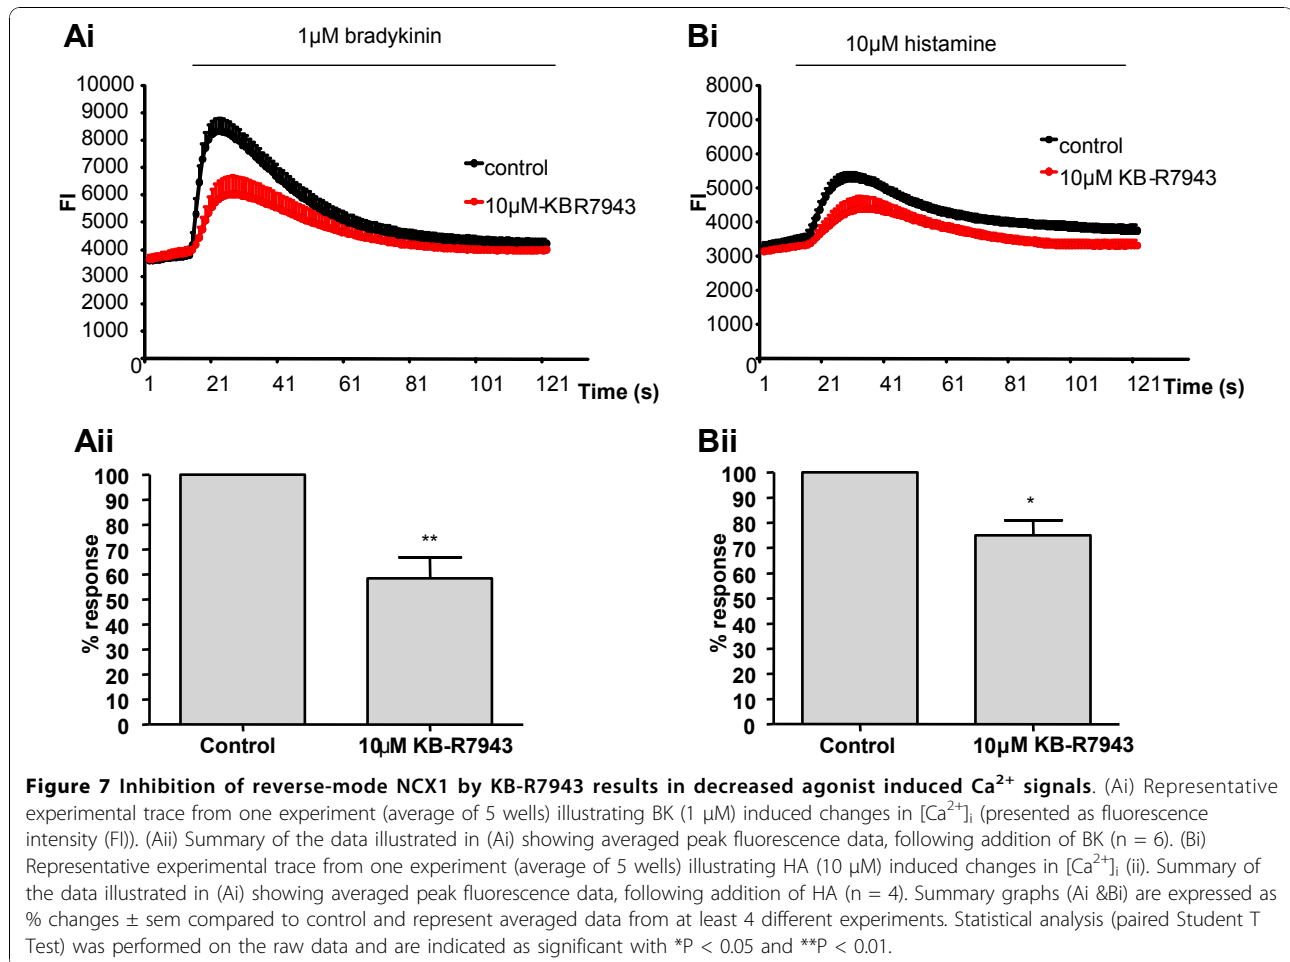 Ai
1µM bradykinin
10000
9000
8000
7000
6000
5000
4000
3000
2000
1000
0
FI
control
10µM-KBR7943
1 21 41 61 81 101 121 Time (s)
Bi
10µM histamine
8000
7000
6000
5000
4000
3000
2000
1000
0
FI
control
10µM KB-R7943
1 21 41 61 81 101 121 Time (s)
Aii
100
90
80
70
60
50
40
30
20
10
0
% response
**
Control 10µM KB-R7943
Bii
100
90
80
70
60
50
40
30
20
10
0
% response
*
Control 10µM KB-R7943
Figure 7 Inhibition of reverse-mode NCX1 by KB-R7943 results in decreased agonist induced Ca²⁺ signals. (Ai) Representative
experimental trace from one experiment (average of 5 wells) illustrating BK (1 µM) induced changes in [Ca²⁺]ᵢ (presented as fluorescence
intensity (FI)). (Aii) Summary of the data illustrated in (Ai) showing averaged peak fluorescence data, following addition of BK (n = 6). (Bi)
Representative experimental trace from one experiment (average of 5 wells) illustrating HA (10 µM) induced changes in [Ca²⁺]ᵢ (ii). Summary of
the data illustrated in (Ai) showing averaged peak fluorescence data, following addition of HA (n = 4). Summary graphs (Ai &Bi) are expressed as
% changes ± sem compared to control and represent averaged data from at least 4 different experiments. Statistical analysis (paired Student T
Test) was performed on the raw data and are indicated as significant with *P < 0.05 and **P < 0.01.